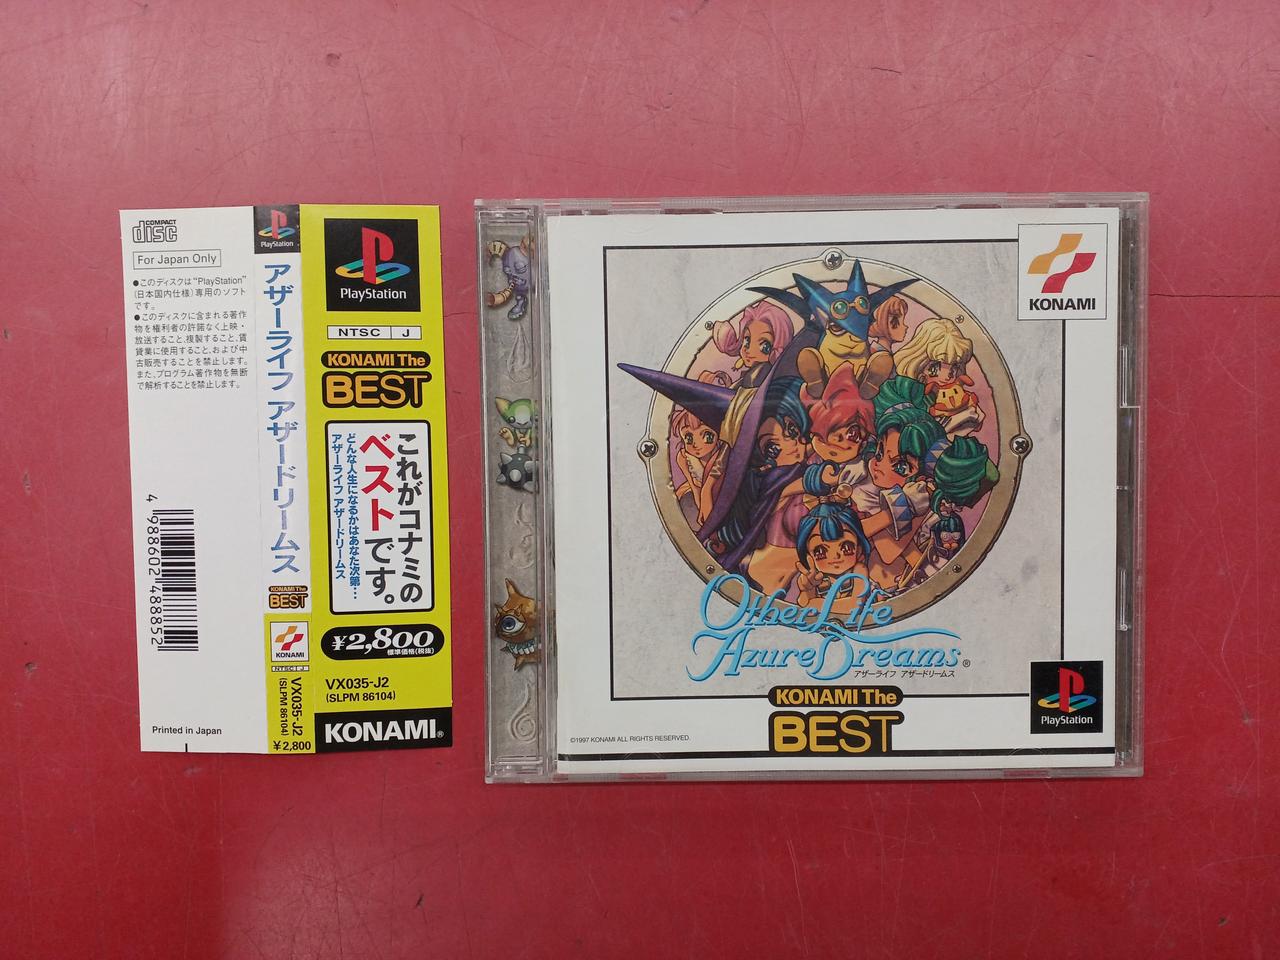 COMPACT
disc
For Japan Only
●このディスクは"PlayStation"
(日本国内仕様)専用のソフト
です。
●このディスクに含まれる著作
物を権利者の許諾なく上映・
放送すること、複製すること、賃
貸業に使用すること、および中
古販売することを禁止します。
また、プログラム著作物を無断
で解析することを禁止します。
4 988602 488852
Printed in Japan
PlayStation
アザーライフ アザードリームス
KONAMI The
BEST
KONAMI
NTSC J
VX035-J2
(SLPM 86104)
¥2,800
PlayStation
NTSC J
KONAMI The
BEST
これがコナミの
ベストです。
どんな人生になるかはあなた次第…
アザーライフ アザードリームス
¥2,800
標準価格(税抜)
VX035-J2
(SLPM 86104)
KONAMI®
KONAMI
Other Life
Azure Dreams®
アザーライフ アザードリームス
KONAMI The
BEST
PlayStation
©1997 KONAMI ALL RIGHTS RESERVED.